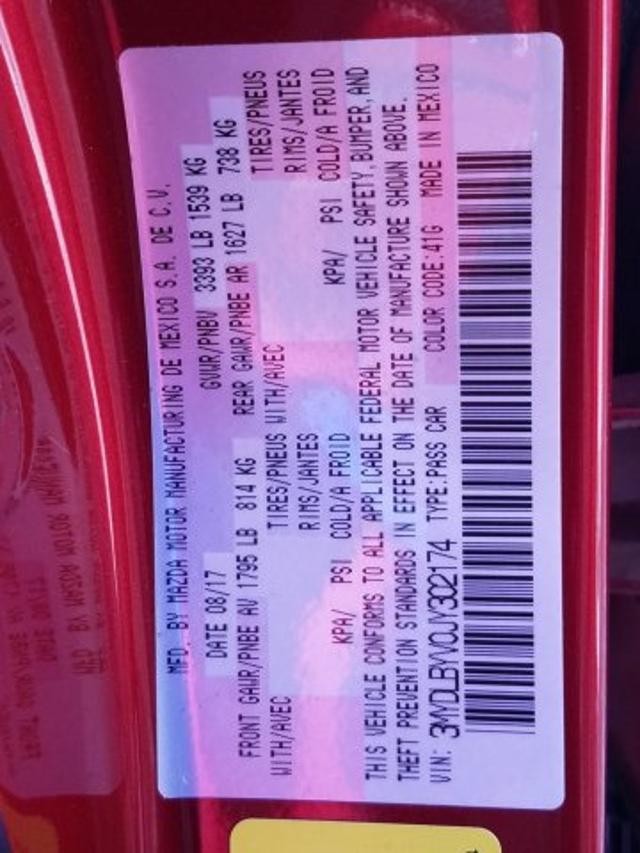 MFD. BY MAZDA MOTOR MANUFACTURING DE MEXICO S.A. DE C.V.
DATE 08/17 GVWR/PNBV 3393 LB 1539 KG
FRONT GAWR/PNBE AV 1795 LB 814 KG REAR GAWR/PNBE AR 1627 LB 738 KG
WITH/AVEC TIRES/PNEUS WITH/AVEC TIRES/PNEUS
RIMS/JANTES RIMS/JANTES
KPA/ PSI COLD/A FROID KPA/ PSI COLD/A FROID
THIS VEHICLE CONFORMS TO ALL APPLICABLE FEDERAL MOTOR VEHICLE SAFETY, BUMPER, AND
THEFT PREVENTION STANDARDS IN EFFECT ON THE DATE OF MANUFACTURE SHOWN ABOVE.
VIN: 3MYDLBYV0JY302174 TYPE:PASS CAR COLOR CODE:41G MADE IN MEXICO